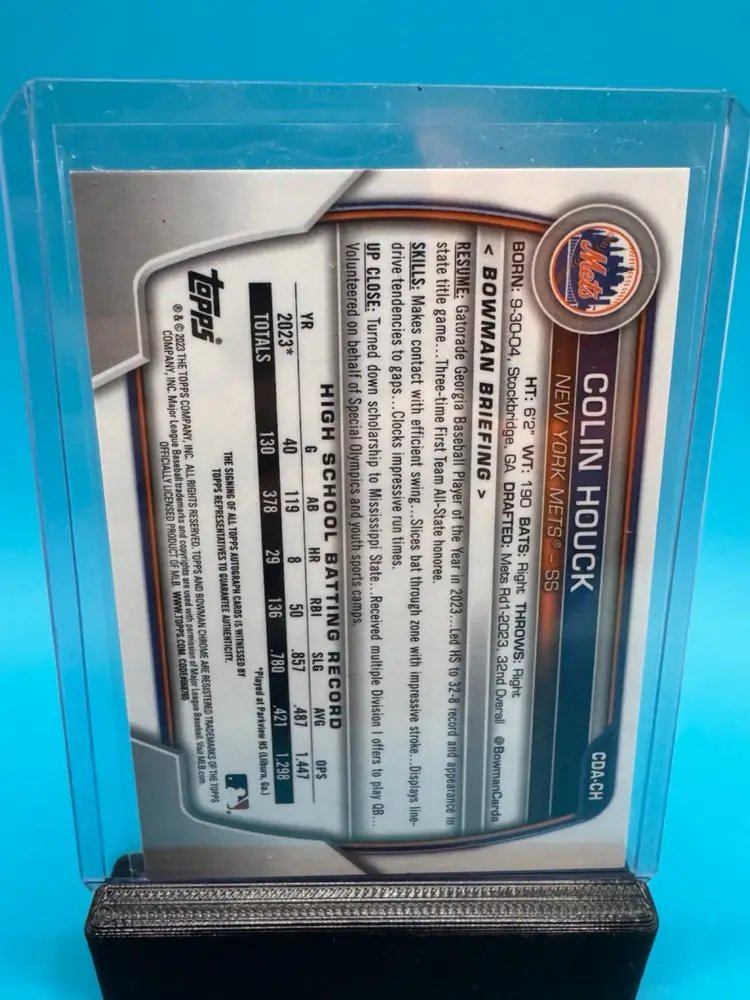 Mets
COLIN HOUCK
NEW YORK METS® – SS
CDA-CH
HT: 6'2" WT: 190 BATS: Right THROWS: Right
BORN: 9-30-04, Stockbridge, GA DRAFTED: Mets Rd1-2023, 32nd Overall @BowmanCards
< BOWMAN BRIEFING >
RESUME: Gatorade Georgia Baseball Player of the Year in 2023...Led HS to 32-8 record and appearance in
state title game...Three-time First Team All-State honoree.
SKILLS: Makes contact with efficient swing...Slices bat through zone with impressive stroke...Displays line-
drive tendencies to gaps...Clocks impressive run times.
UP CLOSE: Turned down scholarship to Mississippi State...Received multiple Division I offers to play QB...
Volunteered on behalf of Special Olympics and youth sports camps.
HIGH SCHOOL BATTING RECORD
YR G AB HR RBI SLG AVG OPS
2023* 40 119 8 50 .857 .487 1.447
TOTALS 130 378 29 136 .780 .421 1.298
*Played at Parkview HS (Lilburn, Ga.)
THE SIGNING OF ALL TOPPS AUTOGRAPH CARDS IS WITNESSED BY
TOPPS REPRESENTATIVES TO GUARANTEE AUTHENTICITY.
topps®
® & © 2023 THE TOPPS COMPANY, INC. ALL RIGHTS RESERVED. TOPPS AND BOWMAN CHROME ARE REGISTERED TRADEMARKS OF THE TOPPS
COMPANY, INC. Major League Baseball trademarks and copyrights are used with permission of Major League Baseball. Visit MLB.com.
OFFICIALLY LICENSED PRODUCT OF MLB. WWW.TOPPS.COM.